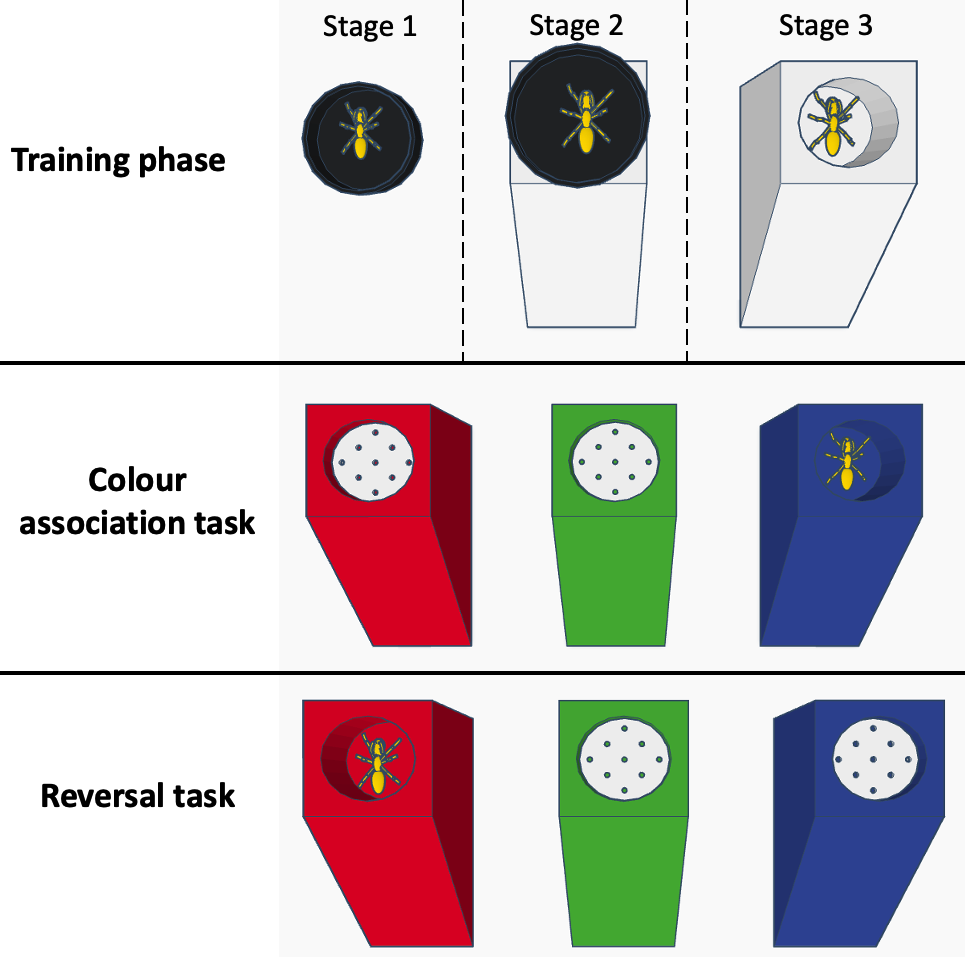 Stage 1
Stage 2
Stage 3
Training phase
Colour
association task
Reversal task